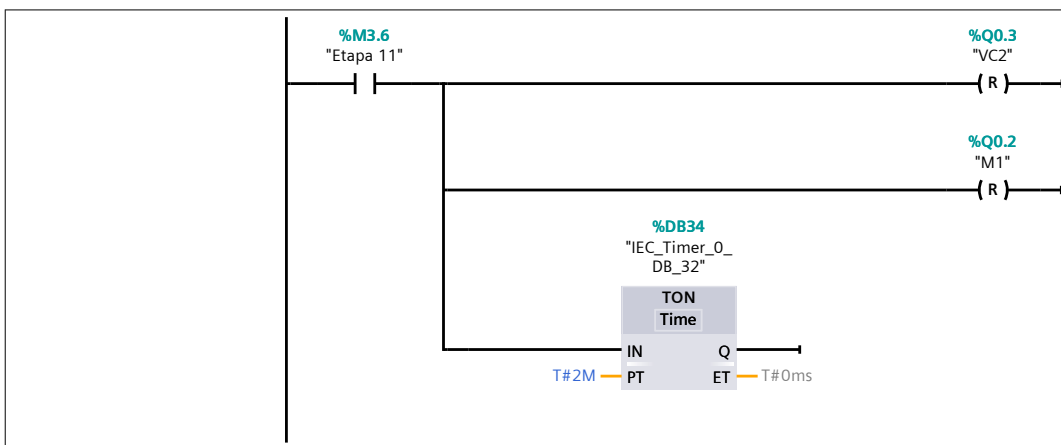 %M3.6
"Etapa 11"
%Q0.3
"VC2"
R
%Q0.2
"M1"
R
%DB34
"IEC_Timer_0_
DB_32"
TON
Time
IN Q
T#2M PT ET T#0ms